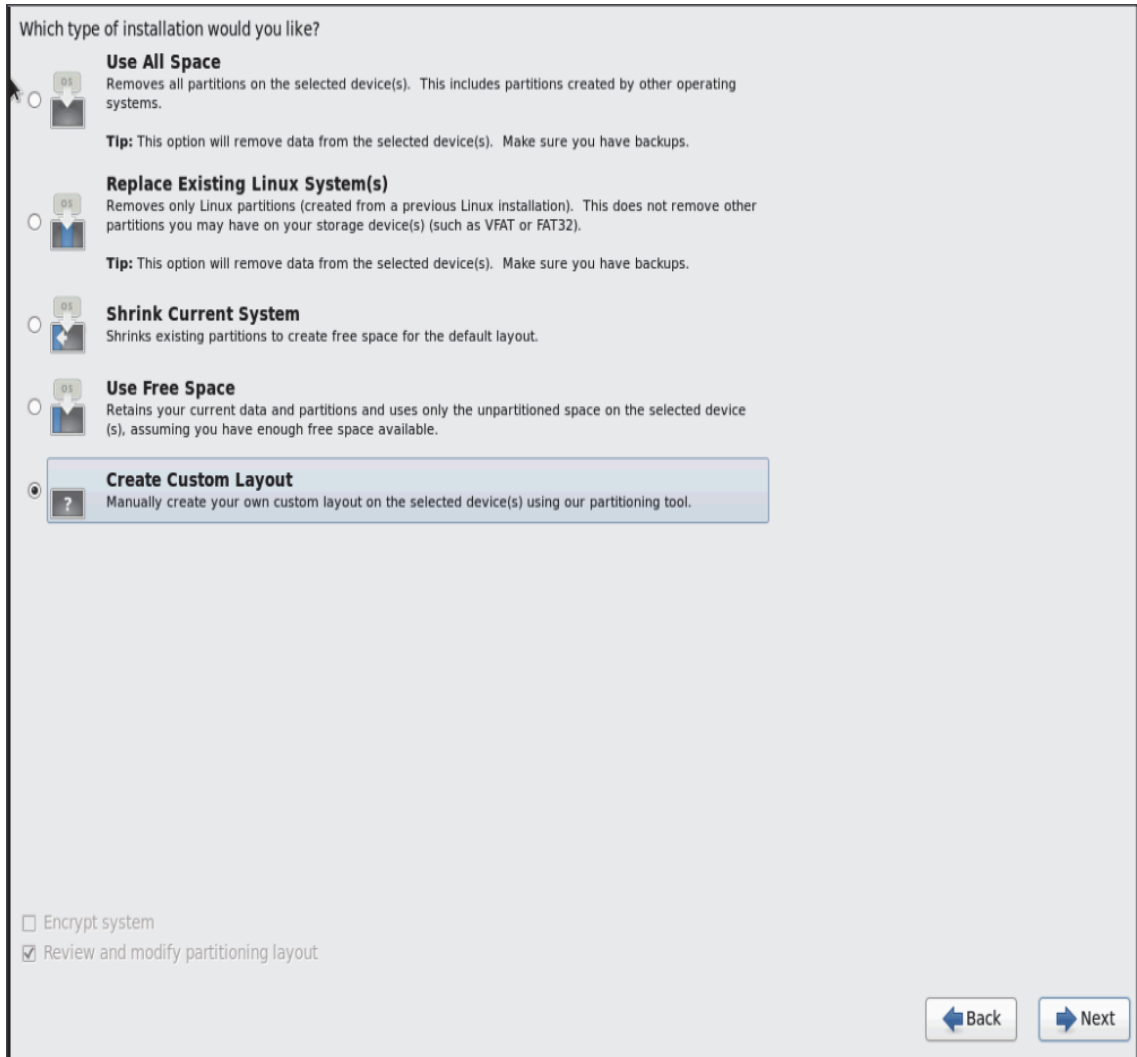 Which type of installation would you like?
OS
Use All Space
Removes all partitions on the selected device(s). This includes partitions created by other operating
systems.
Tip: This option will remove data from the selected device(s). Make sure you have backups.
OS
Replace Existing Linux System(s)
Removes only Linux partitions (created from a previous Linux installation). This does not remove other
partitions you may have on your storage device(s) (such as VFAT or FAT32).
Tip: This option will remove data from the selected device(s). Make sure you have backups.
OS
Shrink Current System
Shrinks existing partitions to create free space for the default layout.
OS
Use Free Space
Retains your current data and partitions and uses only the unpartitioned space on the selected device
(s), assuming you have enough free space available.
?
Create Custom Layout
Manually create your own custom layout on the selected device(s) using our partitioning tool.
Encrypt system
Review and modify partitioning layout
Back
Next